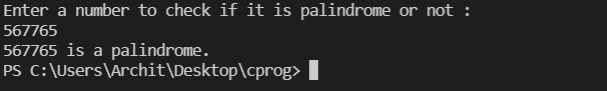 Enter a number to check if it is palindrome or not :
567765
567765 is a palindrome.
PS C:\Users\Archit\Desktop\cprog>